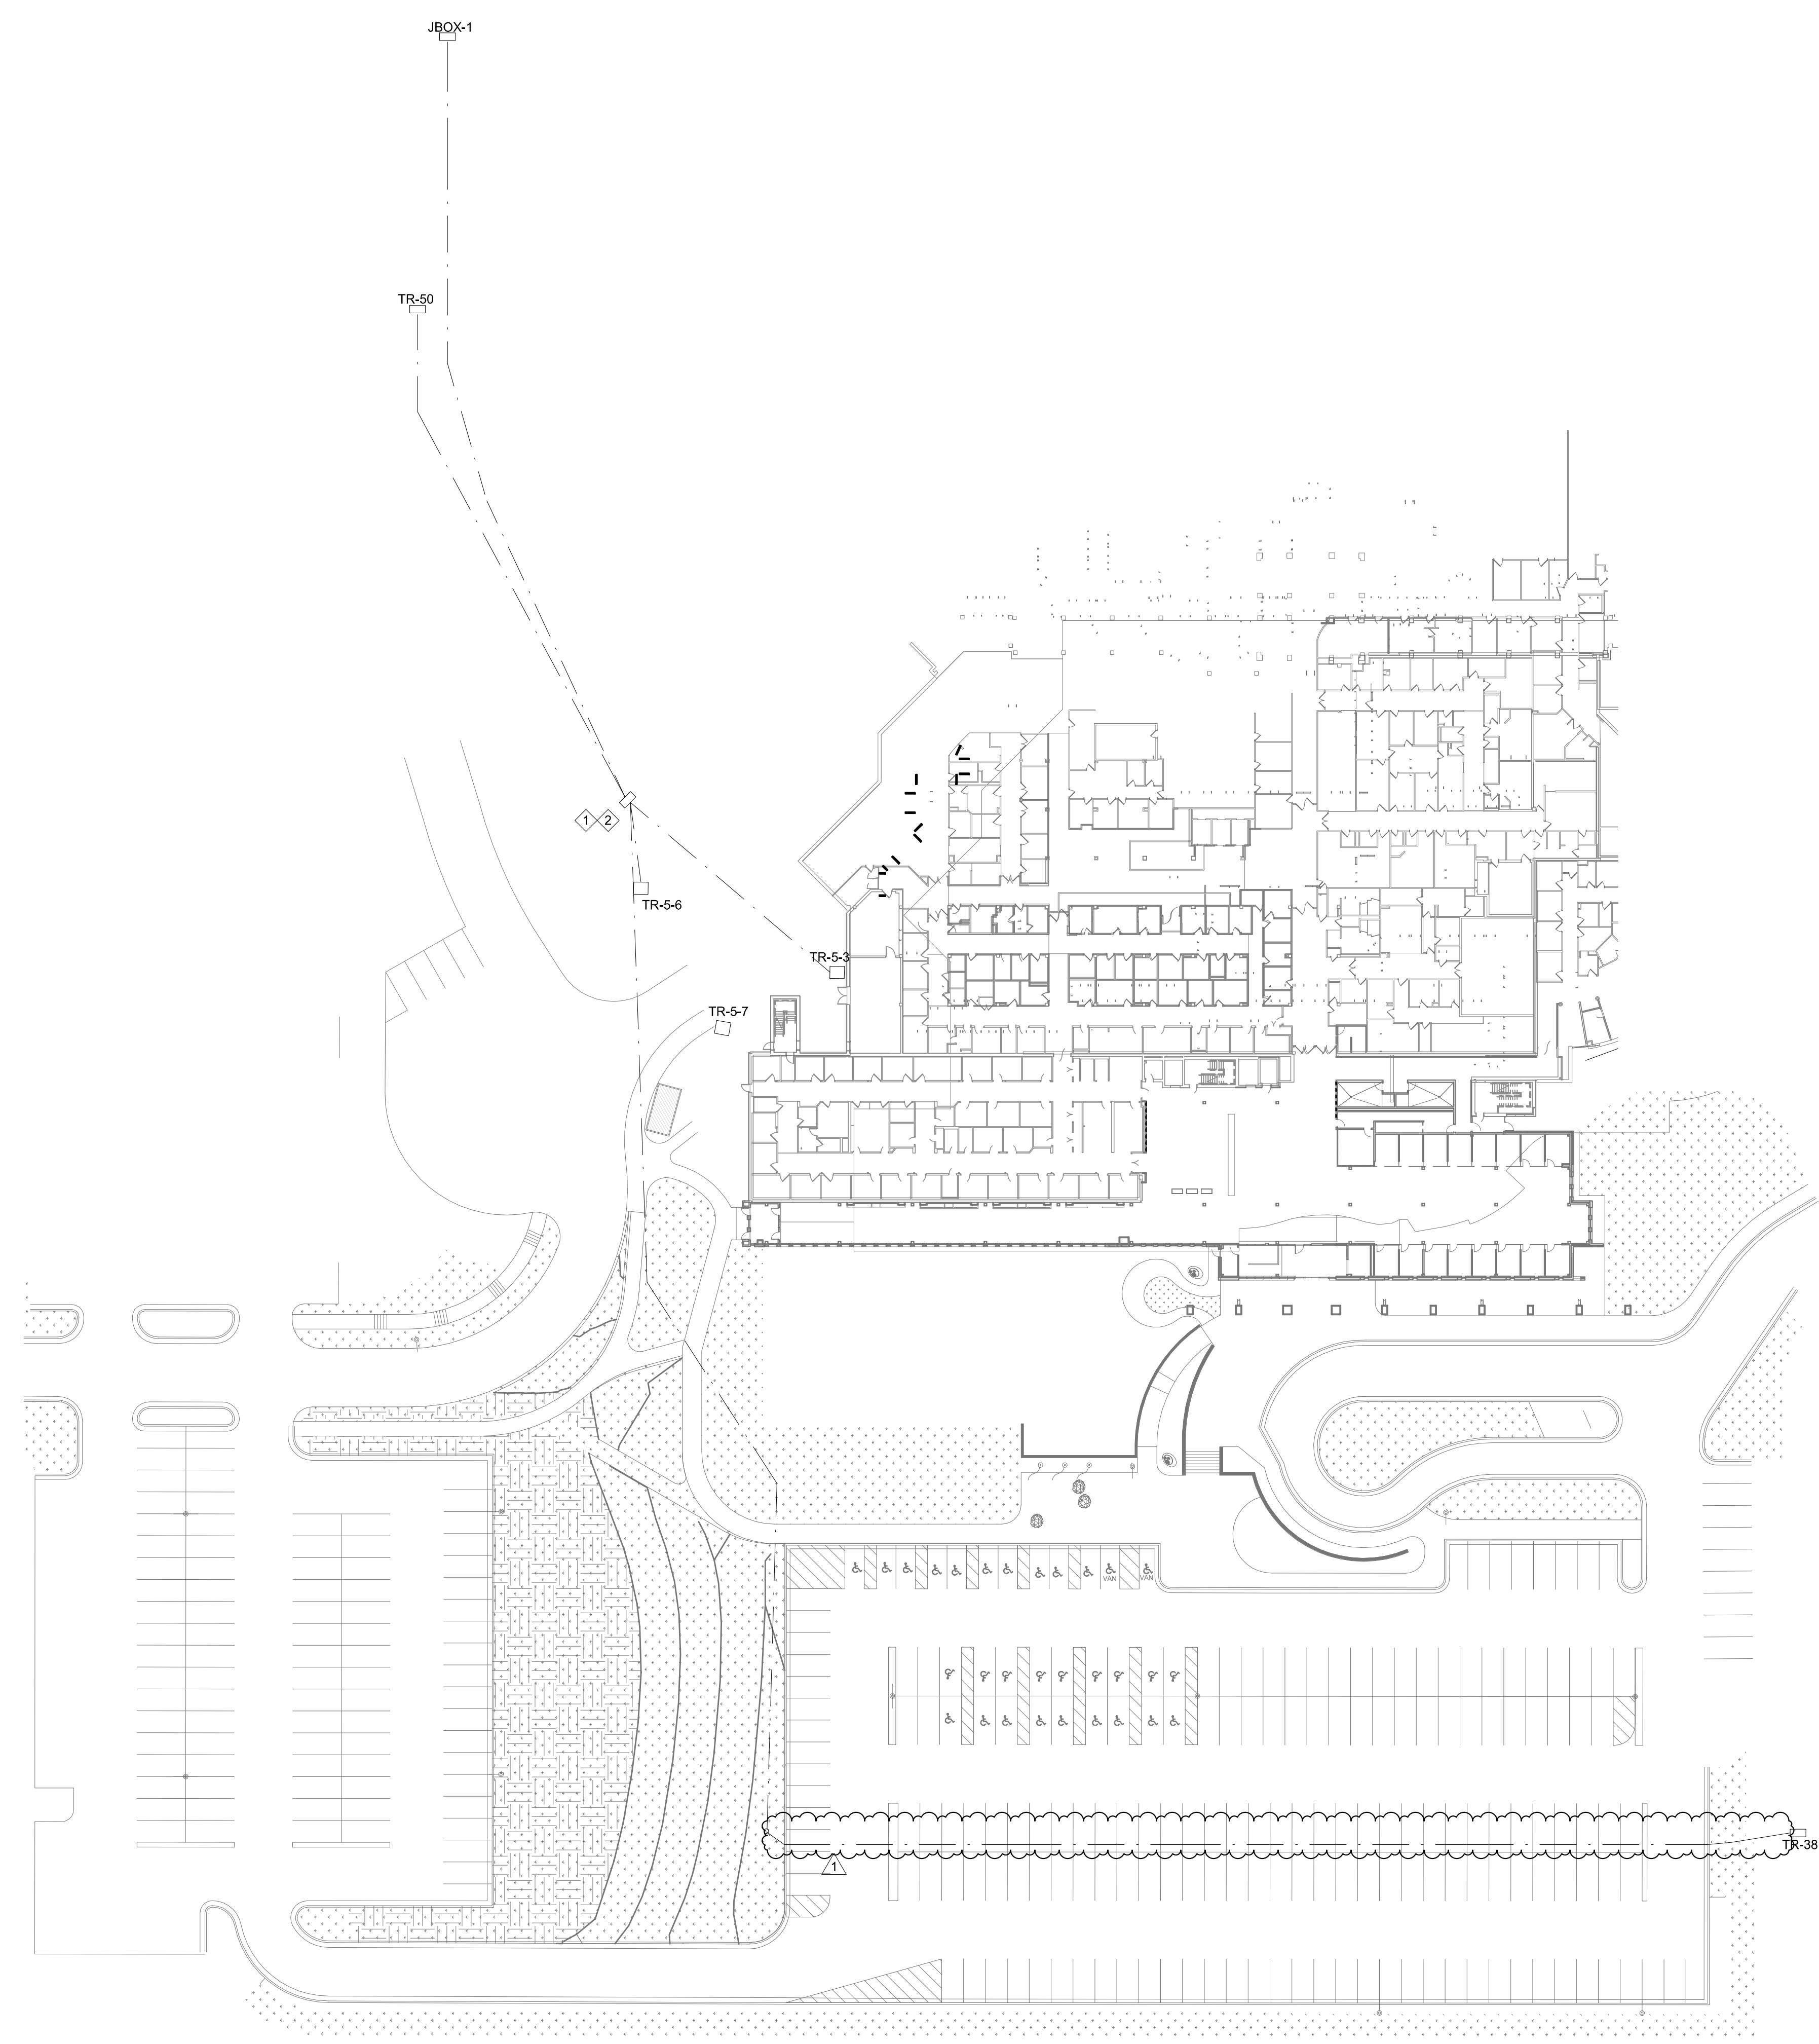 JBOX-1
TR-50
1 2
TR-5-6
TR-5-3
TR-5-7
VAN
VAN
TR-38
1